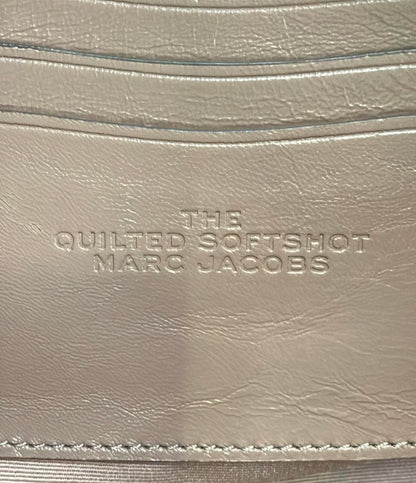 THE
QUILTED SOFTSHOT
MARC JACOBS